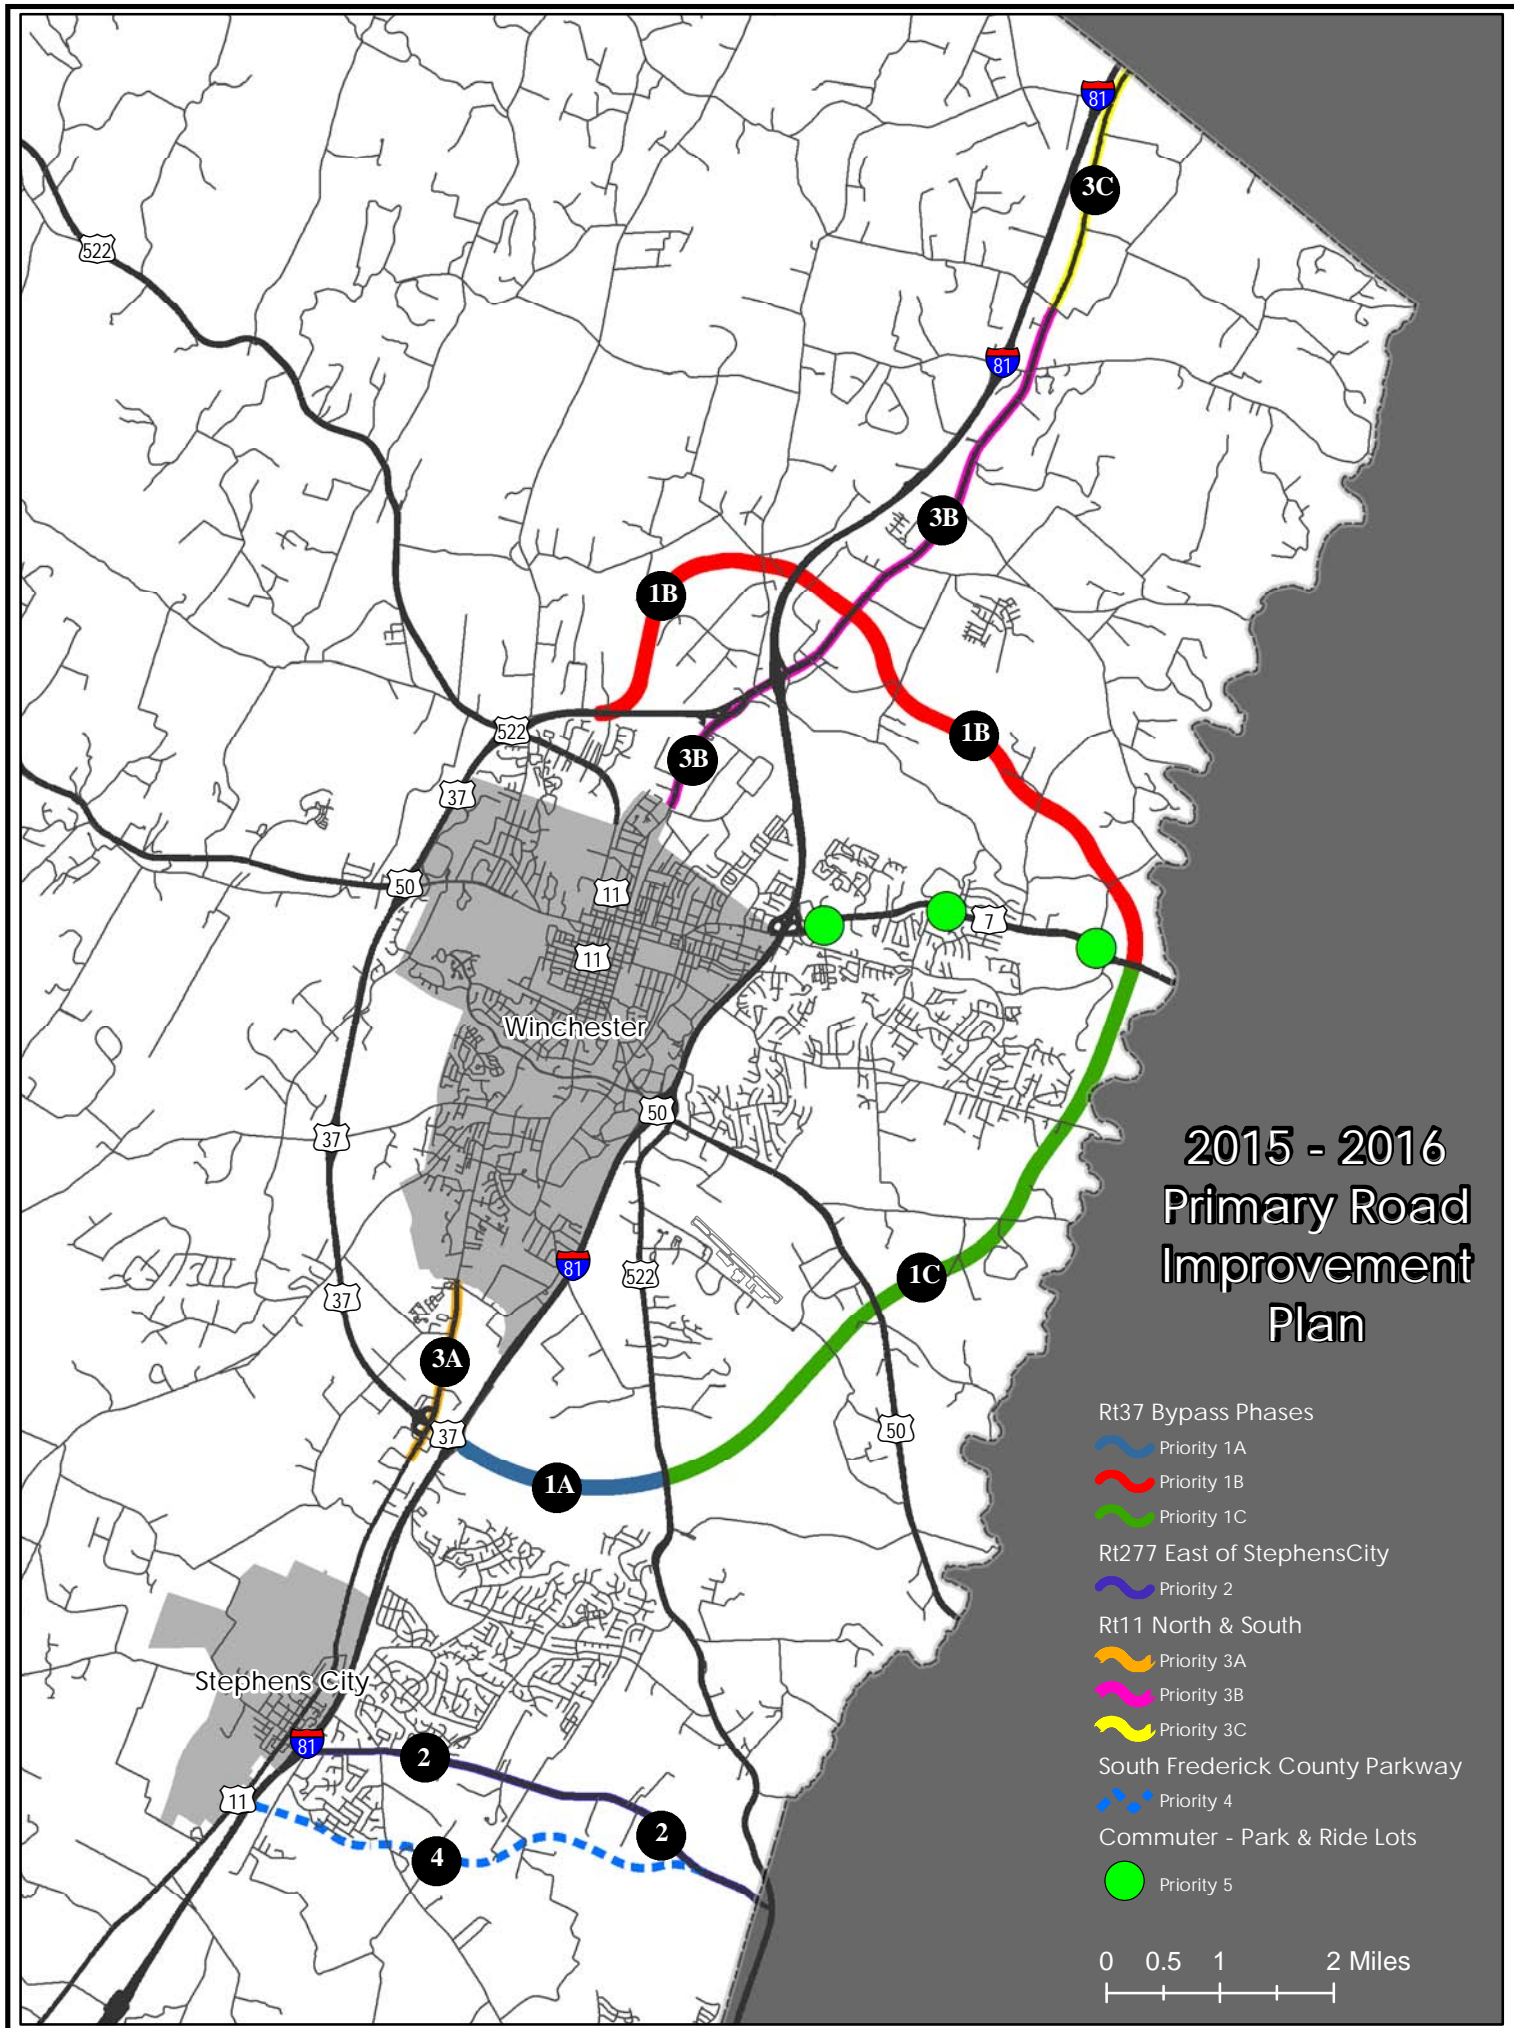 81
3C
522
81
3B
1B
522
1B
3B
37
50
11
7
11
Winchester
50
37
81
522
1C
37
3A
37
50
1A
Stephens City
81
2
11
2
4
2015 - 2016
Primary Road
Improvement
Plan
Rt37 Bypass Phases
Priority 1A
Priority 1B
Priority 1C
Rt277 East of StephensCity
Priority 2
Rt11 North & South
Priority 3A
Priority 3B
Priority 3C
South Frederick County Parkway
Priority 4
Commuter - Park & Ride Lots
Priority 5
0 0.5 1 2 Miles